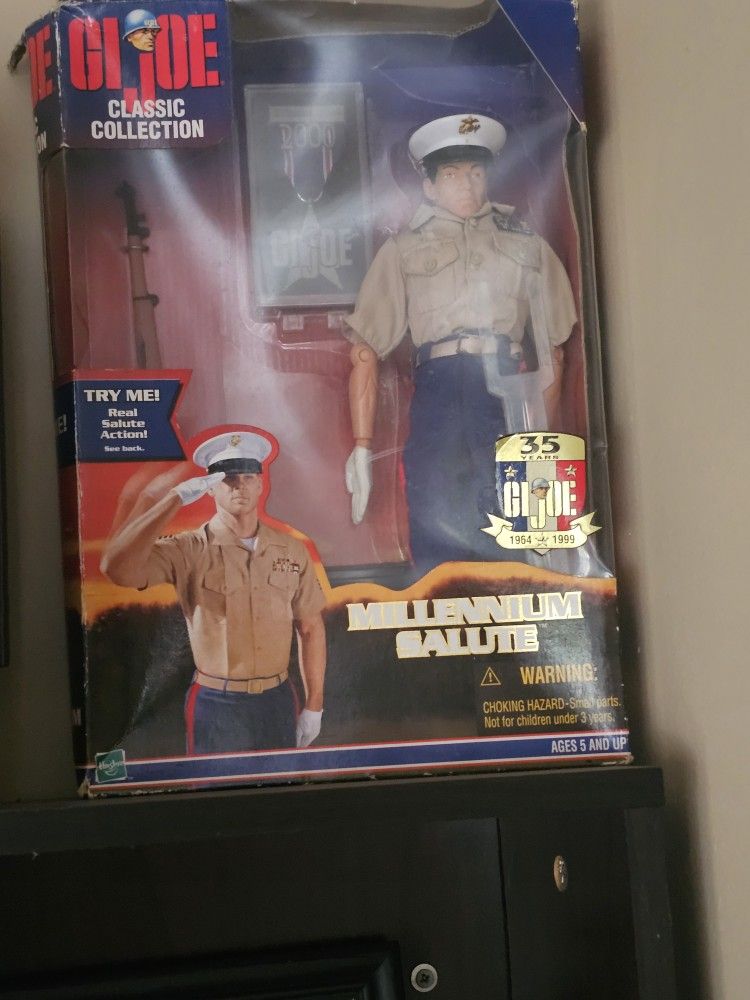 GI JOE
CLASSIC
COLLECTION
2000
GI JOE
TRY ME!
Real
Salute
Action!
See back.
35
YEARS
GI JOE
1964 1999
MILLENNIUM
SALUTE™
WARNING:
CHOKING HAZARD-Small parts.
Not for children under 3 years.
AGES 5 AND UP
Hasbro